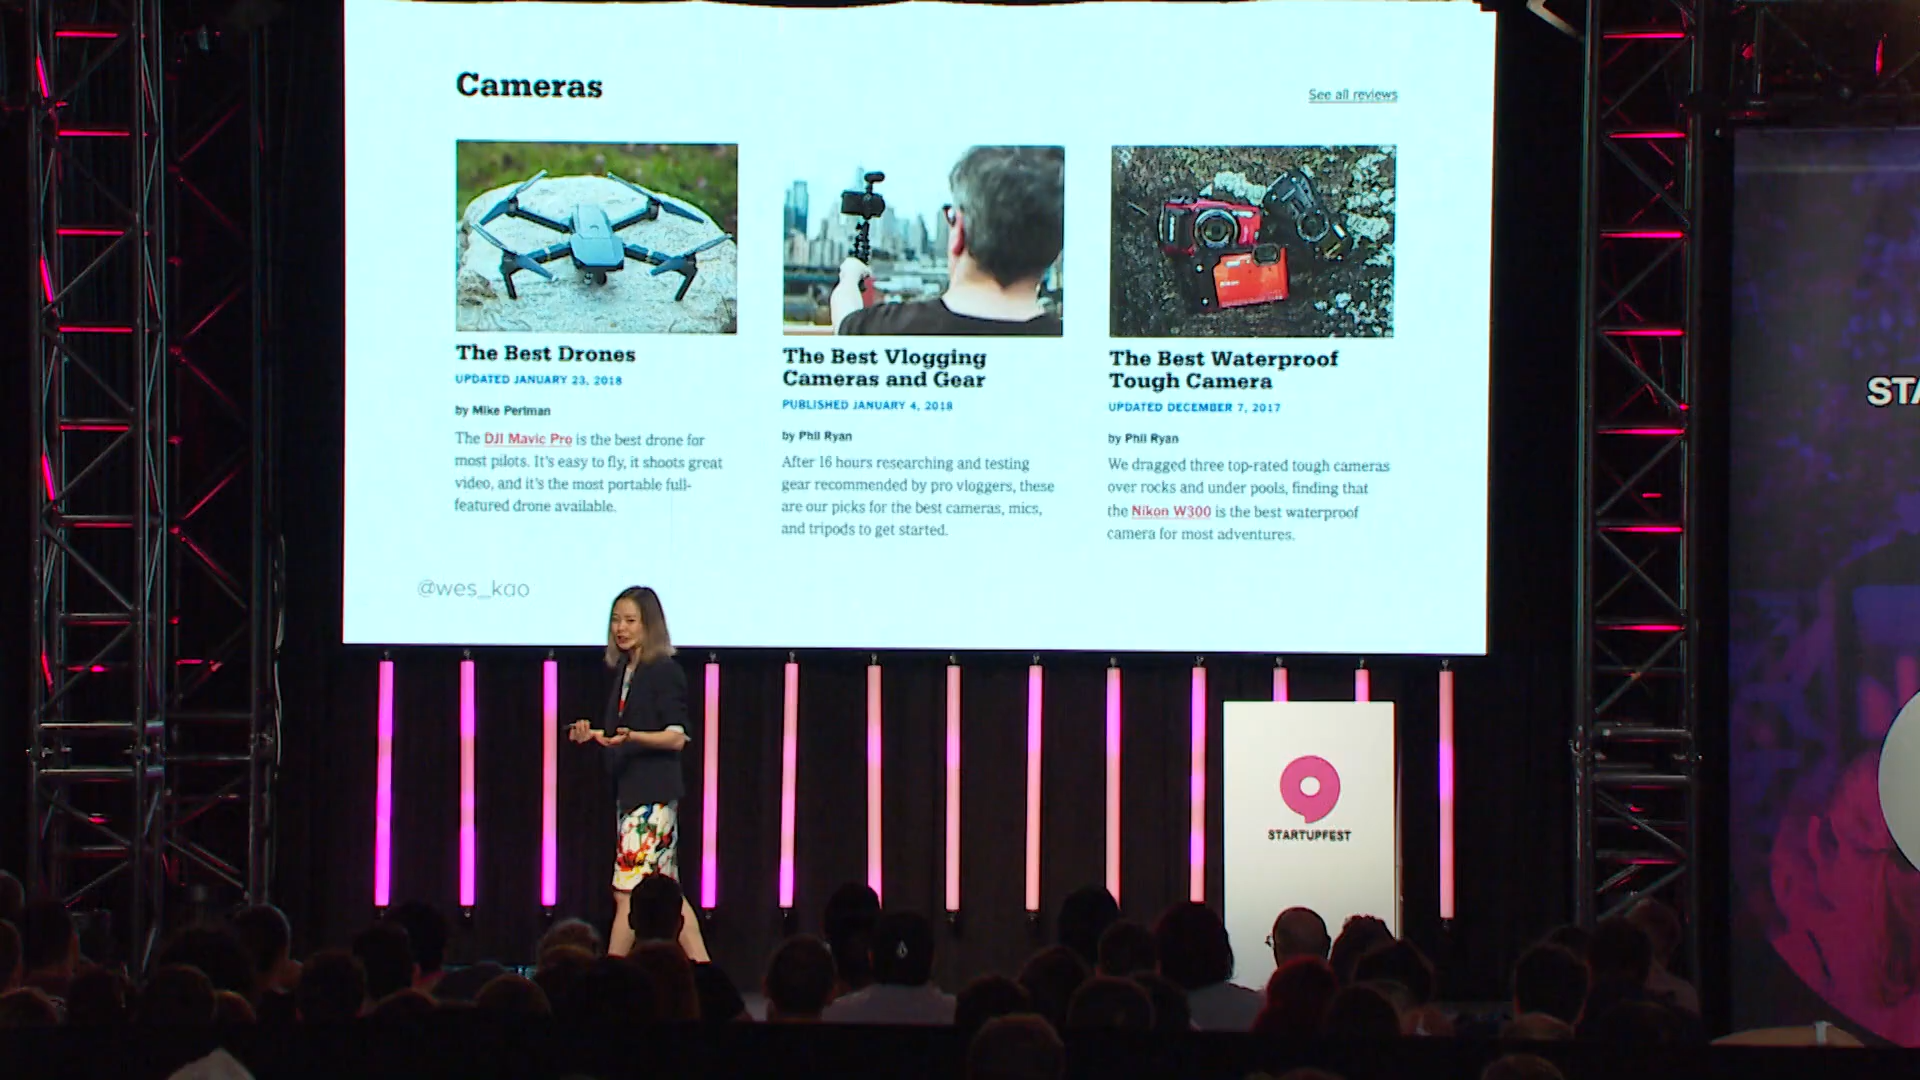 Cameras
See all reviews
The Best Drones
UPDATED JANUARY 23, 2018
by Mike Perlman
The DJI Mavic Pro is the best drone for
most pilots. It's easy to fly, it shoots great
video, and it's the most portable full-
featured drone available.
The Best Vlogging
Cameras and Gear
PUBLISHED JANUARY 4, 2018
by Phil Ryan
After 16 hours researching and testing
gear recommended by pro vloggers, these
are our picks for the best cameras, mics,
and tripods to get started.
The Best Waterproof
Tough Camera
UPDATED DECEMBER 7, 2017
by Phil Ryan
We dragged three top-rated tough cameras
over rocks and under pools, finding that
the Nikon W300 is the best waterproof
camera for most adventures.
@wes_kao
STARTUPFEST
STA